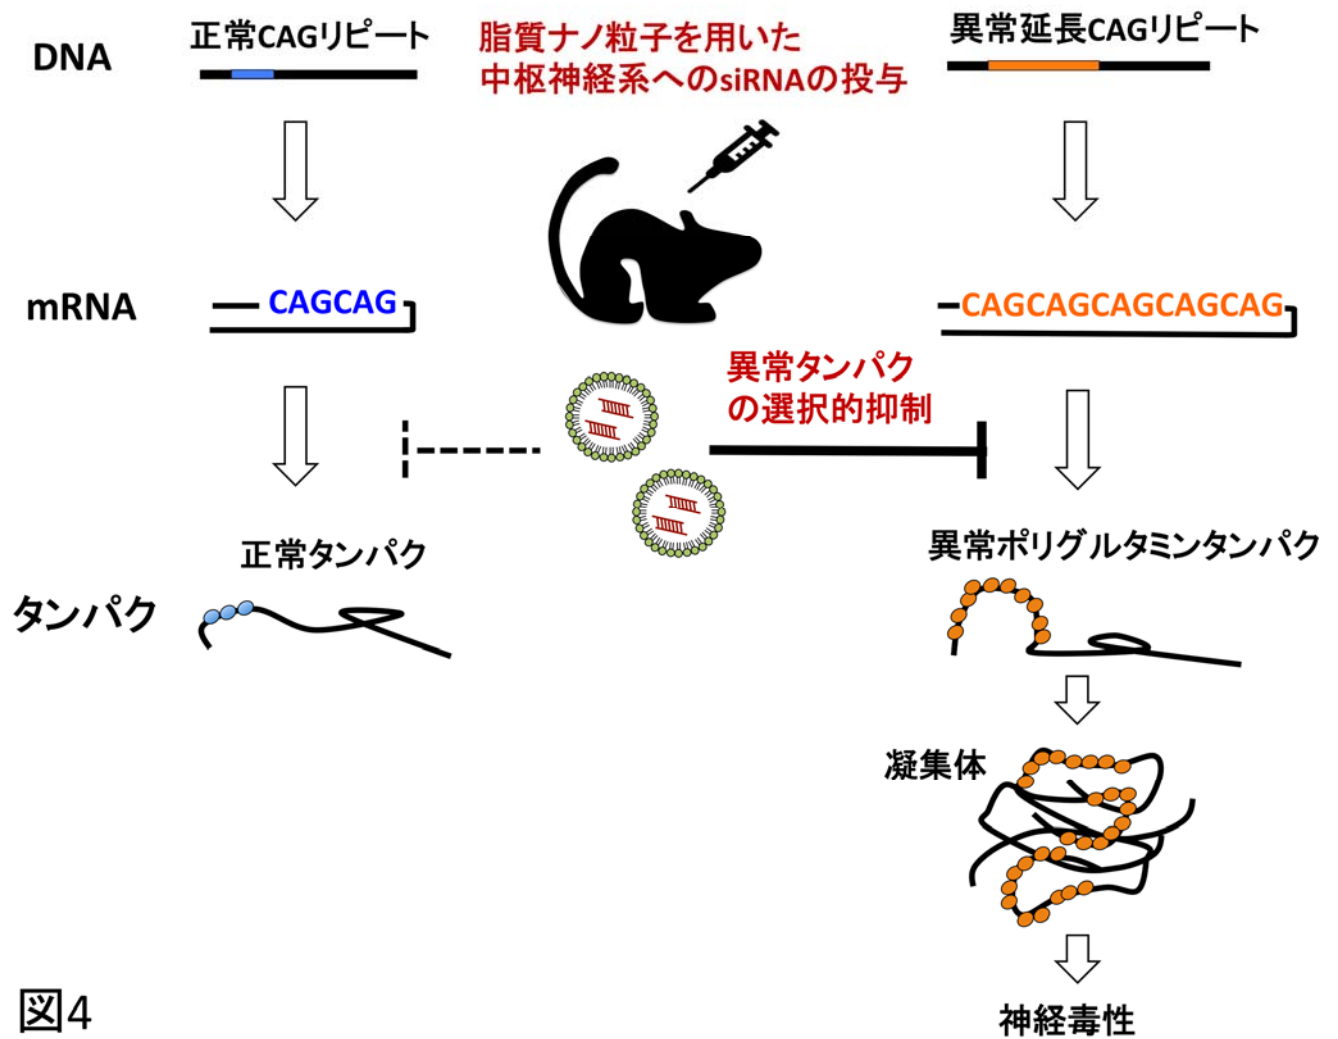 DNA
正常CAGリピート
脂質ナノ粒子を用いた
中枢神経系へのsiRNAの投与
異常延長CAGリピート
mRNA
CAGCAG
CAGCAGCAGCAGCAG
異常タンパク
の選択的抑制
正常タンパク
異常ポリグルタミンタンパク
タンパク
凝集体
神経毒性
図4